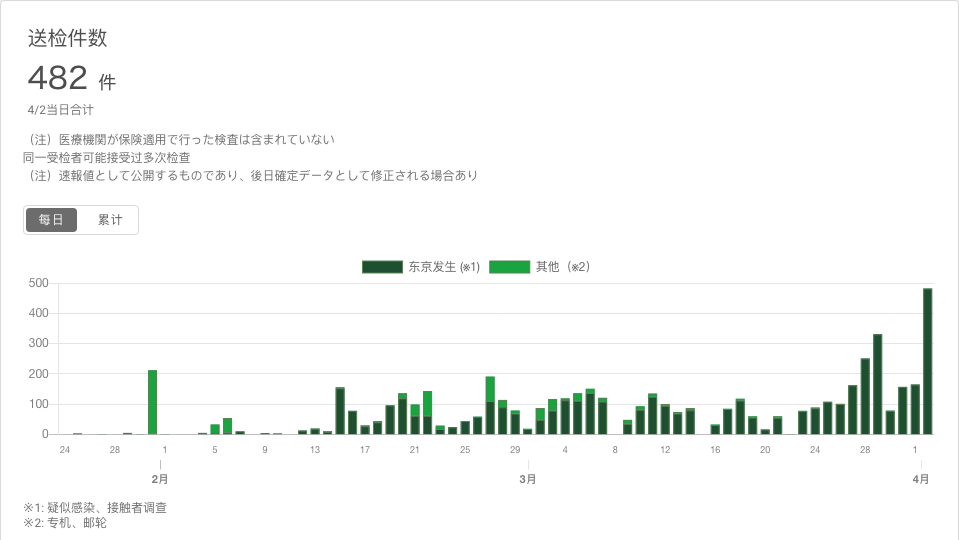 送检件数
482 件
4/2当日合计
（注）医療機関が保険適用で行った検査は含まれていない
同一受检者可能接受过多次检查
（注）速報値として公開するものであり、後日確定データとして修正される場合あり
每日 累计
东京发生 (※1) 其他（※2）
500
400
300
200
100
0
24 28 1 5 9 13 17 21 25 29 4 8 12 16 20 24 28 1
2月 3月 4月
※1: 疑似感染、接触者调查
※2: 专机、邮轮